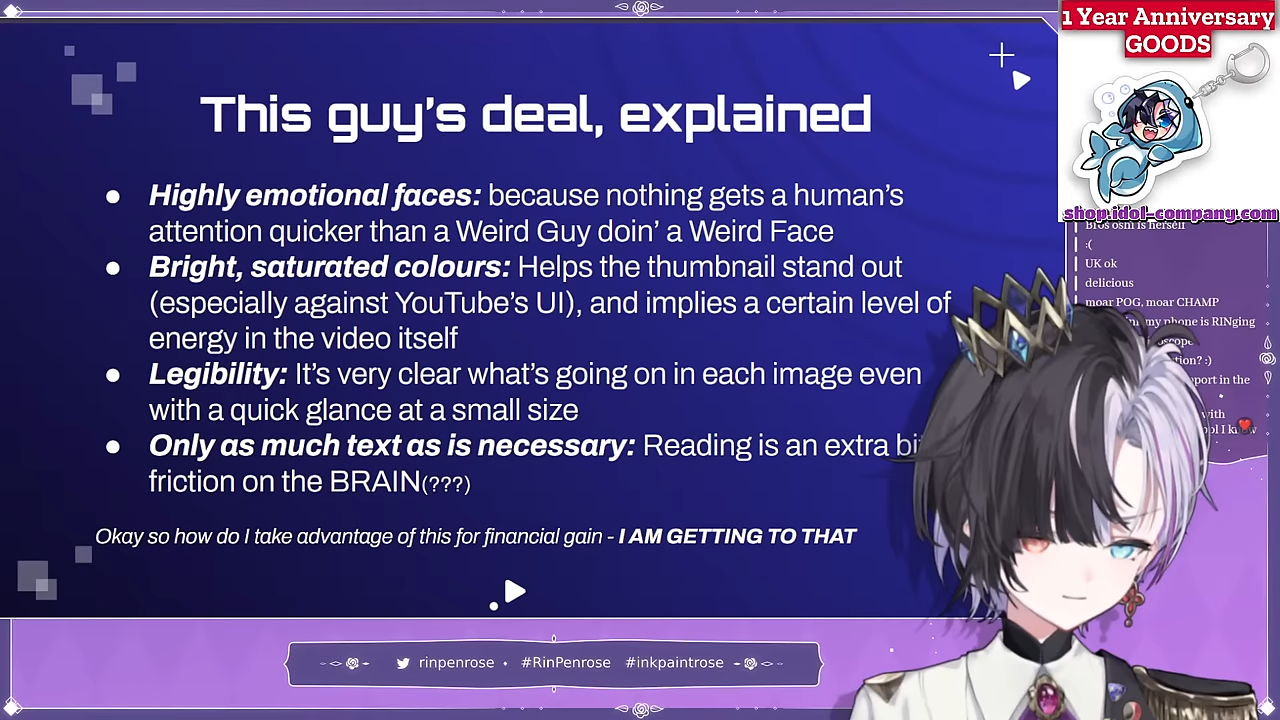 This guy's deal, explained
● Highly emotional faces: because nothing gets a human's
attention quicker than a Weird Guy doin' a Weird Face
● Bright, saturated colours: Helps the thumbnail stand out
(especially against YouTube's UI), and implies a certain level of
energy in the video itself
● Legibility: It's very clear what's going on in each image even
with a quick glance at a small size
● Only as much text as is necessary: Reading is an extra
friction on the BRAIN(???)
Okay so how do I take advantage of this for financial gain - I AM GETTING TO THAT
rinpenrose • #RinPenrose #inkpaintrose
1 Year Anniversary
GOODS
shop.idol-company.com
is herself
:(
UK ok
delicious
moar POG, moar CHAMP
my phone is RINging
:)
in the
with
I